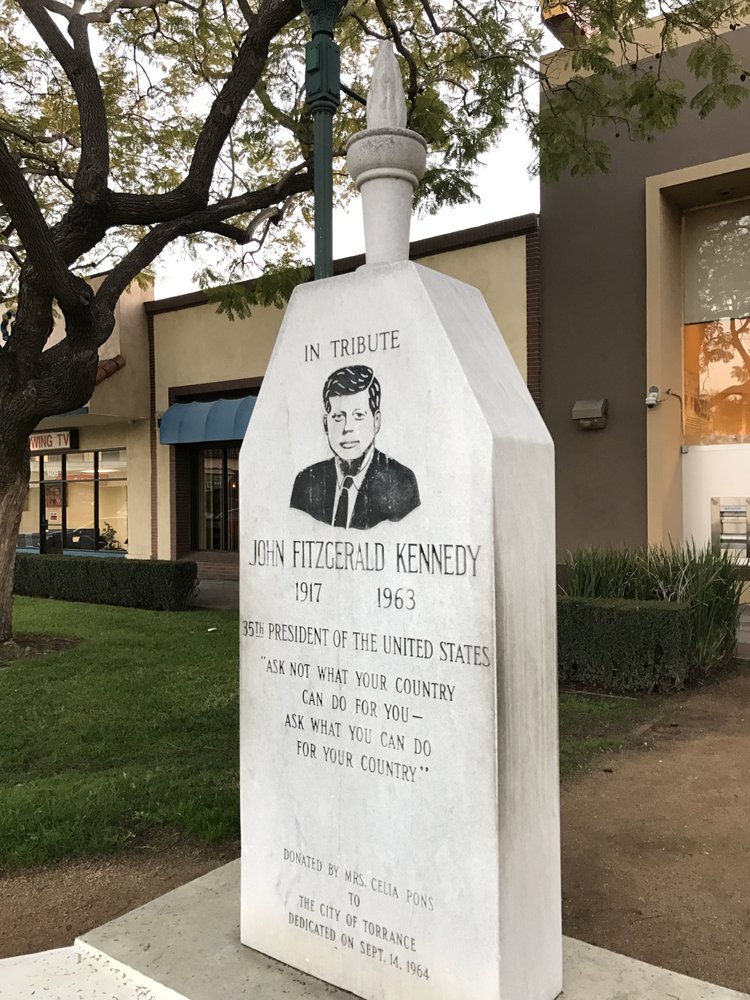 IN TRIBUTE
JOHN FITZGERALD KENNEDY
1917 1963
35TH PRESIDENT OF THE UNITED STATES
"ASK NOT WHAT YOUR COUNTRY
CAN DO FOR YOU—
ASK WHAT YOU CAN DO
FOR YOUR COUNTRY"
DONATED BY MRS. CELIA PONS
TO
THE CITY OF TORRANCE
DEDICATED ON SEPT. 14, 1964
TV